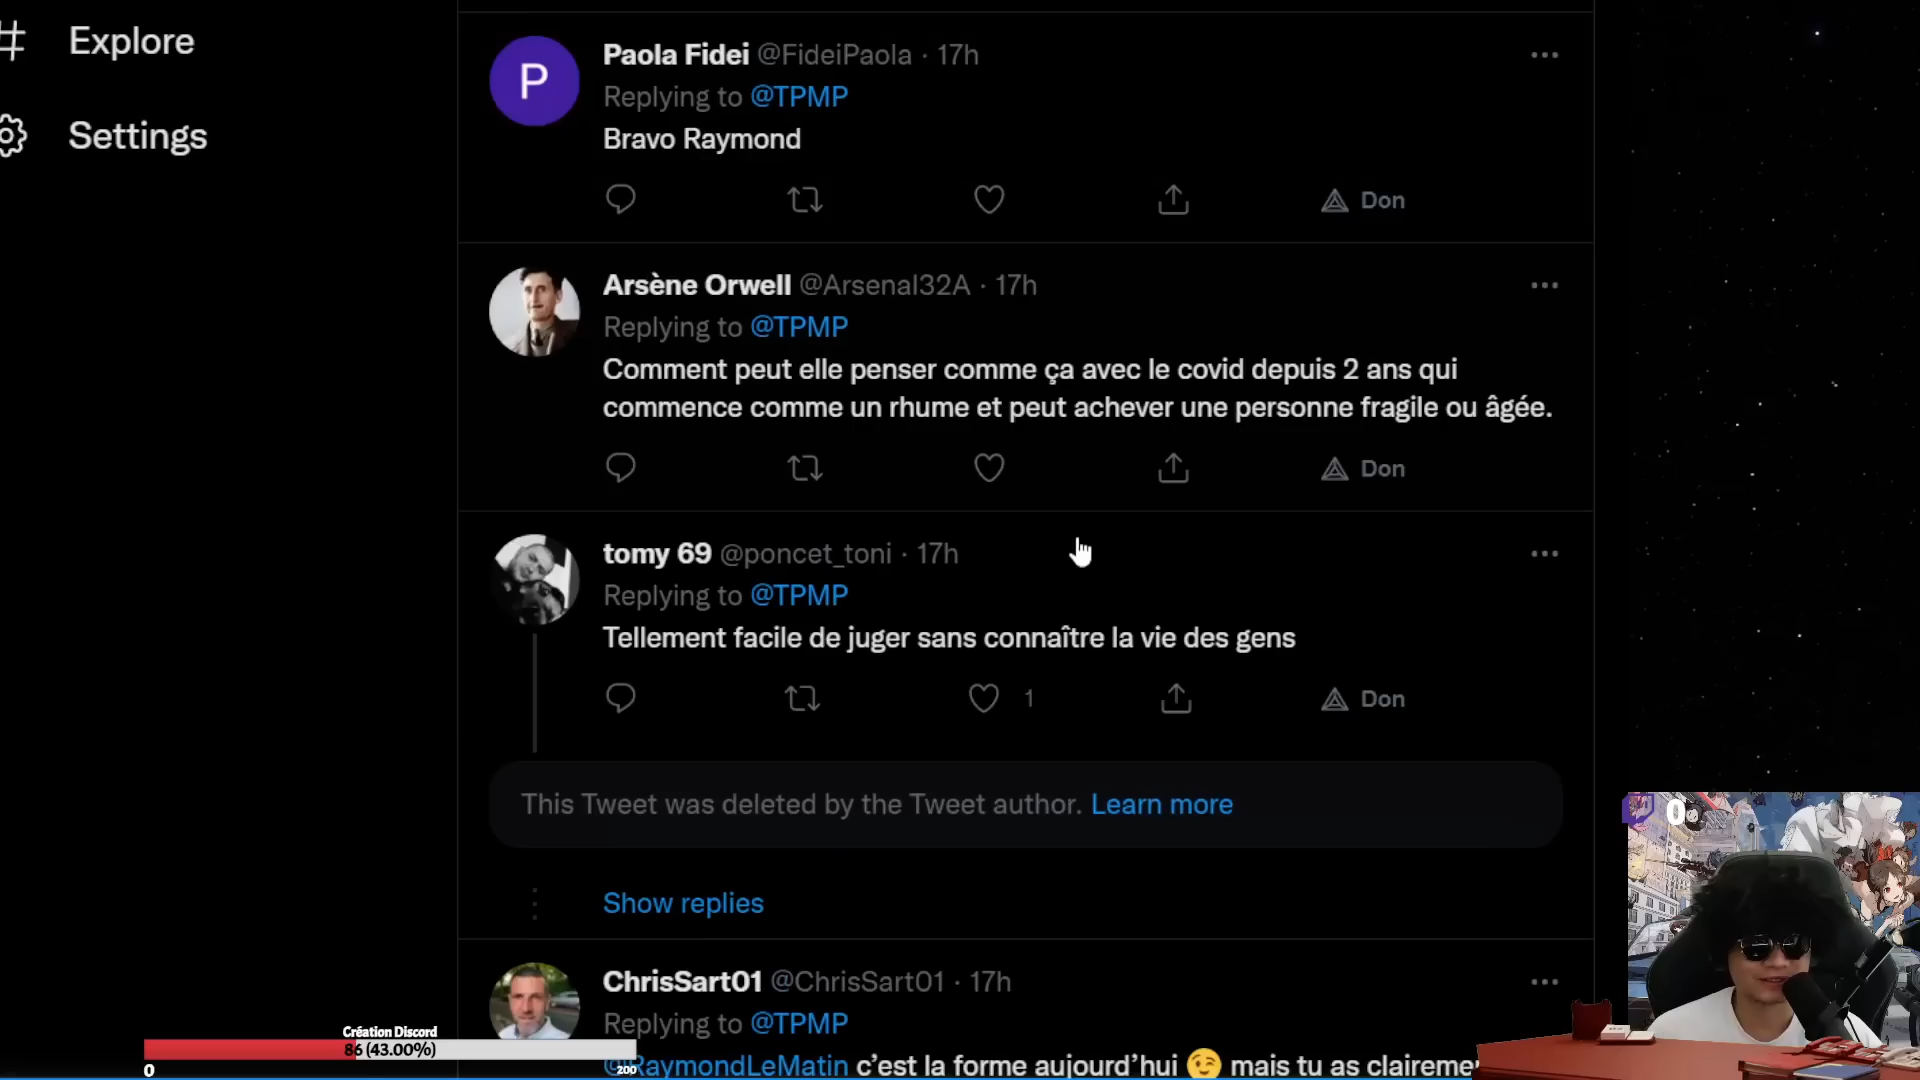 Explore
Settings
P
Paola Fidei @FideiPaola · 17h
Replying to @TPMP
Bravo Raymond
Don
Arsène Orwell @Arsenal32A · 17h
Replying to @TPMP
Comment peut elle penser comme ça avec le covid depuis 2 ans qui
commence comme un rhume et peut achever une personne fragile ou âgée.
Don
tomy 69 @poncet_toni · 17h
Replying to @TPMP
Tellement facile de juger sans connaître la vie des gens
1
Don
This Tweet was deleted by the Tweet author. Learn more
Show replies
ChrisSart01 @ChrisSart01 · 17h
Replying to @TPMP
@RaymondLeMatin c’est la forme aujourd’hui 😉 mais tu as claireme
0
Création Discord
86 (43.00%)
0
200